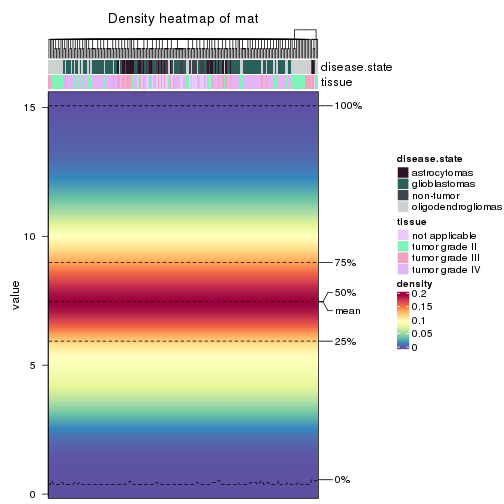 Density heatmap of mat
disease.state
tissue
15
10
5
0
value
100%
75%
50%
mean
25%
0%
disease.state
astrocytomas
glioblastomas
non-tumor
oligodendrogliomas
tissue
not applicable
tumor grade II
tumor grade III
tumor grade IV
density
0.2
0.15
0.1
0.05
0